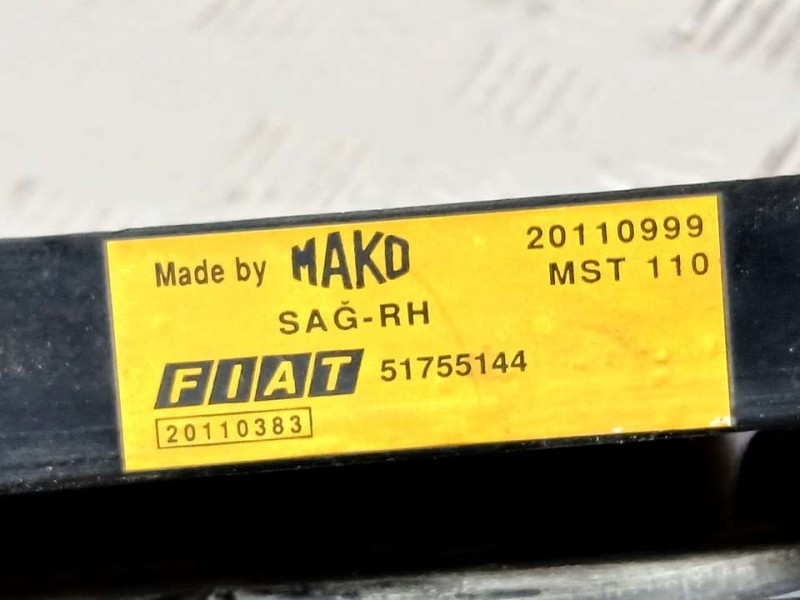 Made by MAKO 20110999
MST 110
SAĞ-RH
FIAT 51755144
20110383